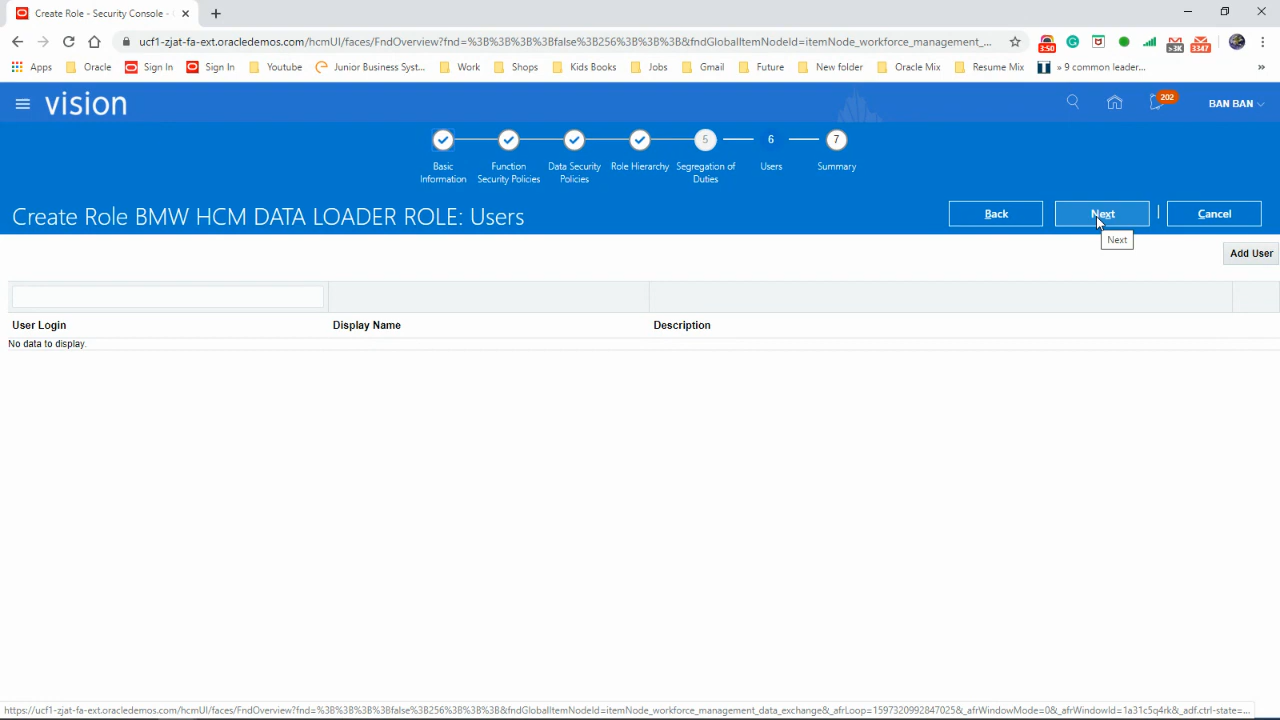 Create Role - Security Console -
ucf1-zjat-fa-ext.oracledemos.com/hcmUI/faces/FndOverview?fnd=%3B%3B%3B%3Bfalse%3B256%3B%3B%3B&fndGlobalItemNodeId=itemNode_workforce_management_...
3:50
>3K
3347
Apps
Oracle
Sign In
Sign In
Youtube
Junior Business Syst...
Work
Shops
Kids Books
Jobs
Gmail
Future
New folder
Oracle Mix
Resume Mix
» 9 common leader...
»
vision
202
BAN BAN
5
6
7
Basic Information
Function Security Policies
Data Security Policies
Role Hierarchy
Segregation of Duties
Users
Summary
Create Role BMW HCM DATA LOADER ROLE: Users
Back
Next
Cancel
Next
Add User
User Login
Display Name
Description
No data to display.
https://ucf1-zjat-fa-ext.oracledemos.com/hcmUI/faces/FndOverview?fnd=%3B%3B%3B%3Bfalse%3B256%3B%3B%3B&fndGlobalItemNodeId=itemNode_workforce_management_data_exchange&_afrLoop=1597320992847025&_afrWindowMode=0&_afrWindowId=1a31c5q4rk&_adf.ctrl-state=...